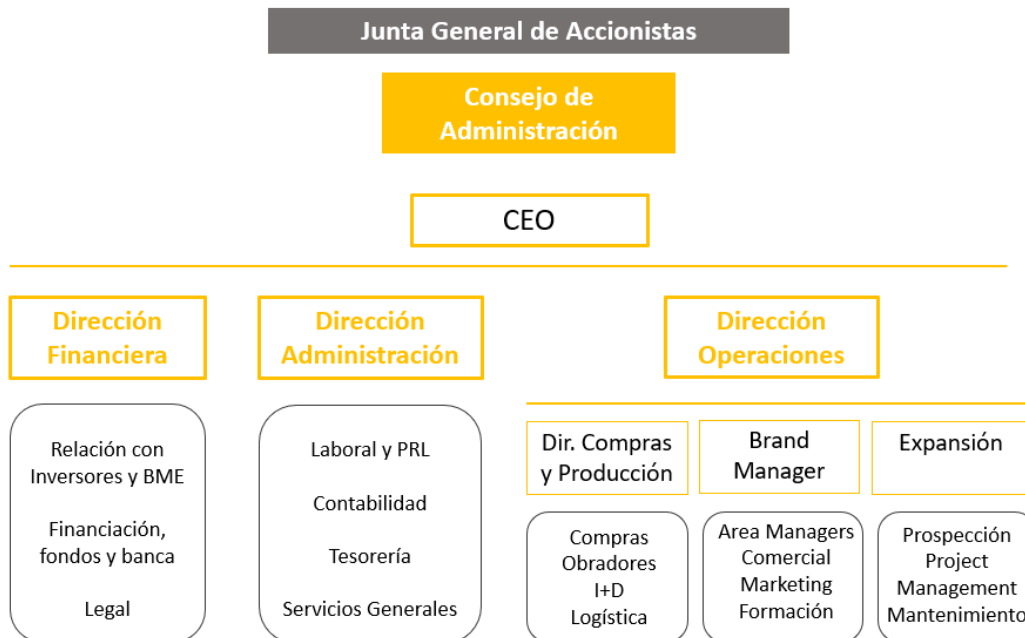 Junta General de Accionistas
Consejo de
Administración
CEO
Dirección
Financiera
Relación con
Inversores y BME
Financiación,
fondos y banca
Legal
Dirección
Administración
Laboral y PRL
Contabilidad
Tesorería
Servicios Generales
Dirección
Operaciones
Dir. Compras
y Producción
Compras
Obradores
I+D
Logística
Brand
Manager
Area Managers
Comercial
Marketing
Formación
Expansión
Prospección
Project
Management
Mantenimiento